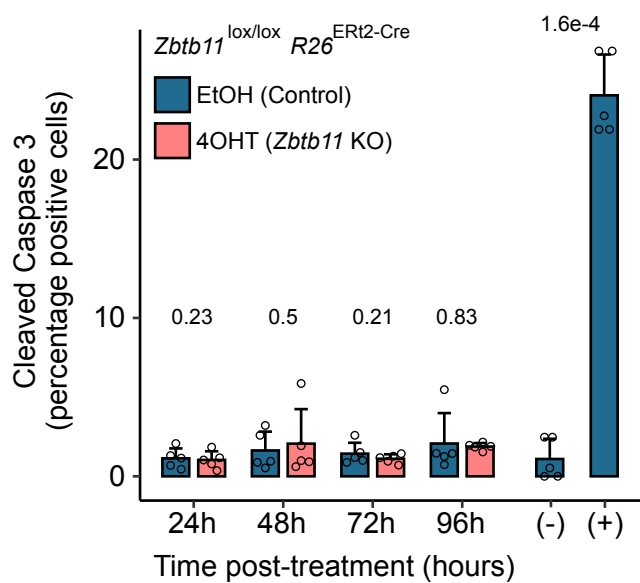 Zbtb11lox/lox R26ERt2-Cre
1.6e-4
EtOH (Control)
4OHT (Zbtb11 KO)
Cleaved Caspase 3
(percentage positive cells)
20
10
0
0.23 0.5 0.21 0.83
24h 48h 72h 96h (-) (+)
Time post-treatment (hours)